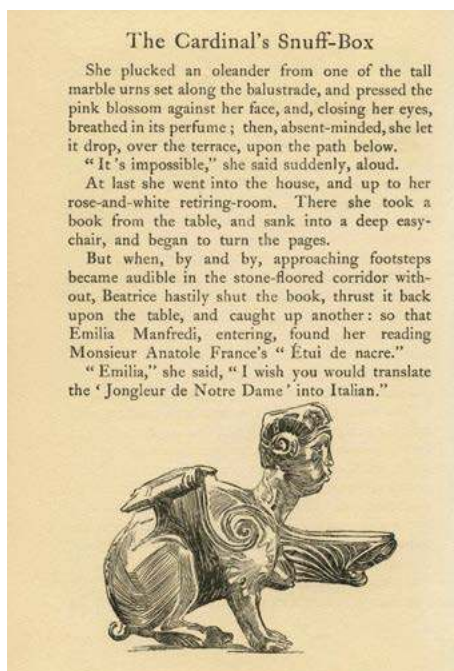 The Cardinal's Snuff-Box
She plucked an oleander from one of the tall
marble urns set along the balustrade, and pressed the
pink blossom against her face, and, closing her eyes,
breathed in its perfume ; then, absent-minded, she let
it drop, over the terrace, upon the path below.
“ It 's impossible,” she said suddenly, aloud.
At last she went into the house, and up to her
rose-and-white retiring-room. There she took a
book from the table, and sank into a deep easy-
chair, and began to turn the pages.
But when, by and by, approaching footsteps
became audible in the stone-floored corridor with-
out, Beatrice hastily shut the book, thrust it back
upon the table, and caught up another : so that
Emilia Manfredi, entering, found her reading
Monsieur Anatole France's “ Étui de nacre.”
“ Emilia,” she said, “ I wish you would translate
the ‘ Jongleur de Notre Dame ’ into Italian.”